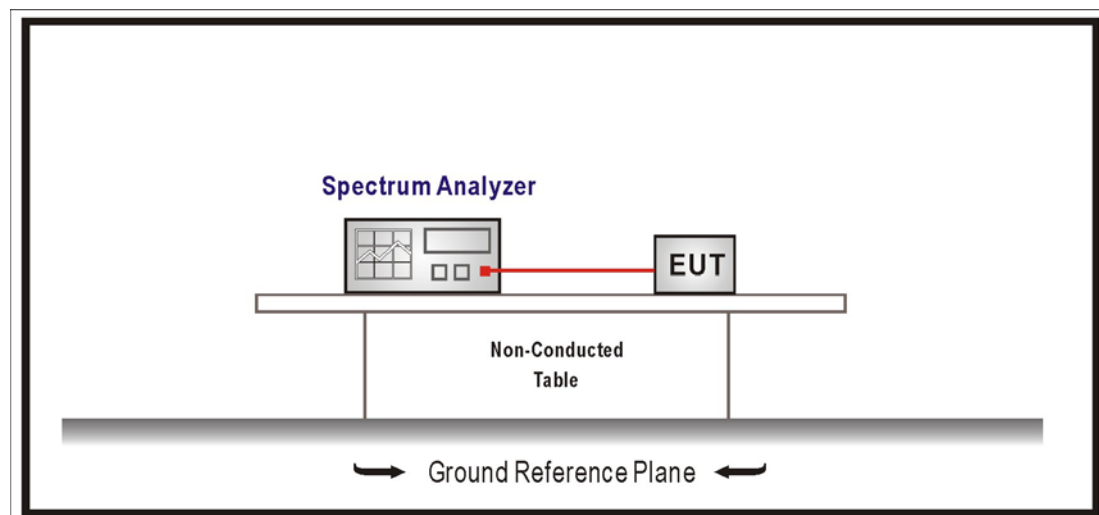 Spectrum Analyzer
EUT
Non-Conducted
Table
Ground Reference Plane